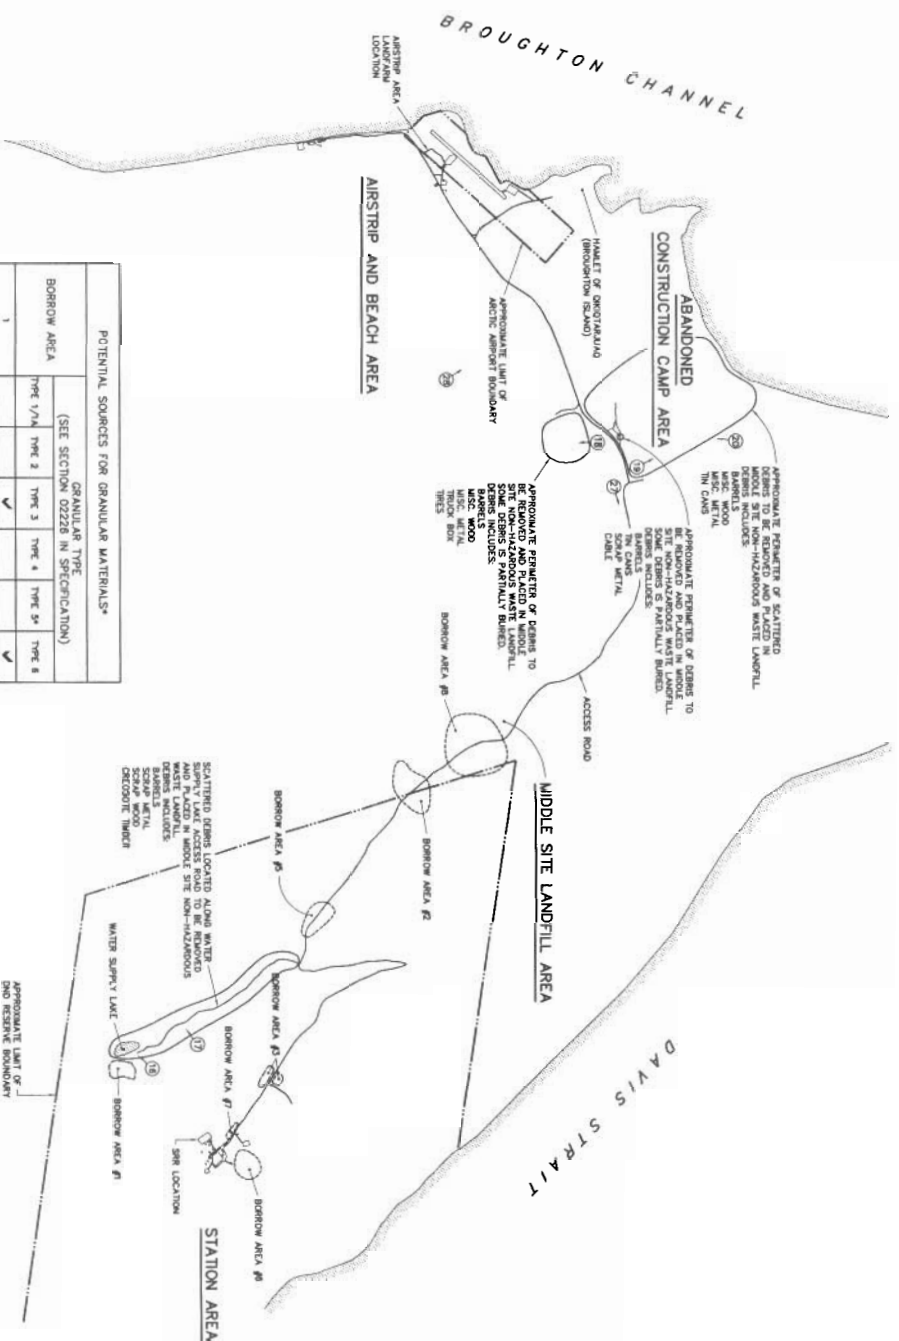 BROUGHTON CHANNEL
AIRSTRIP AREA
LANDFARM
LOCATION
AIRSTRIP AND BEACH AREA
HAMLET OF QIKIQTARJUAQ
(BROUGHTON ISLAND)
APPROXIMATE LIMIT OF
ARCTIC AIRPORT BOUNDARY
ABANDONED
CONSTRUCTION CAMP AREA
APPROXIMATE PERIMETER OF SCATTERED
DEBRIS TO BE REMOVED AND PLACED IN
MIDDLE SITE NON-HAZARDOUS WASTE LANDFILL.
DEBRIS INCLUDES:
BARRELS
MISC. WOOD
MISC. METAL
TIN CANS
20
19
18
27
28
APPROXIMATE PERIMETER OF DEBRIS TO
BE REMOVED AND PLACED IN MIDDLE
SITE NON-HAZARDOUS WASTE LANDFILL.
SOME DEBRIS IS PARTIALLY BURIED.
DEBRIS INCLUDES:
BARRELS
TIN CANS
SCRAP METAL
CABLE
APPROXIMATE PERIMETER OF DEBRIS TO
BE REMOVED AND PLACED IN MIDDLE
SITE NON-HAZARDOUS WASTE LANDFILL.
SOME DEBRIS IS PARTIALLY BURIED.
DEBRIS INCLUDES:
BARRELS
MISC. WOOD
MISC. METAL
TRUCK BOX
TIRES
ACCESS ROAD
BORROW AREA #8
MIDDLE SITE LANDFILL AREA
BORROW AREA #2
BORROW AREA #5
DAVIS STRAIT
SCATTERED DEBRIS LOCATED ALONG WATER
SUPPLY LAKE ACCESS ROAD TO BE REMOVED
AND PLACED IN MIDDLE SITE NON-HAZARDOUS
WASTE LANDFILL.
DEBRIS INCLUDES:
BARRELS
SCRAP METAL
SCRAP WOOD
CREOSOTE TIMBER
WATER SUPPLY LAKE
17
16
BORROW AREA #3
BORROW AREA #7
BORROW AREA #1
SRR LOCATION
BORROW AREA #6
STATION AREA
APPROXIMATE LIMIT OF
DND RESERVE BOUNDARY
POTENTIAL SOURCES FOR GRANULAR MATERIALS*
BORROW AREA
GRANULAR TYPE
(SEE SECTION 02226 IN SPECIFICATION)
TYPE 1/1A TYPE 2 TYPE 3 TYPE 4 TYPE 5* TYPE 6
1 ✓ ✓